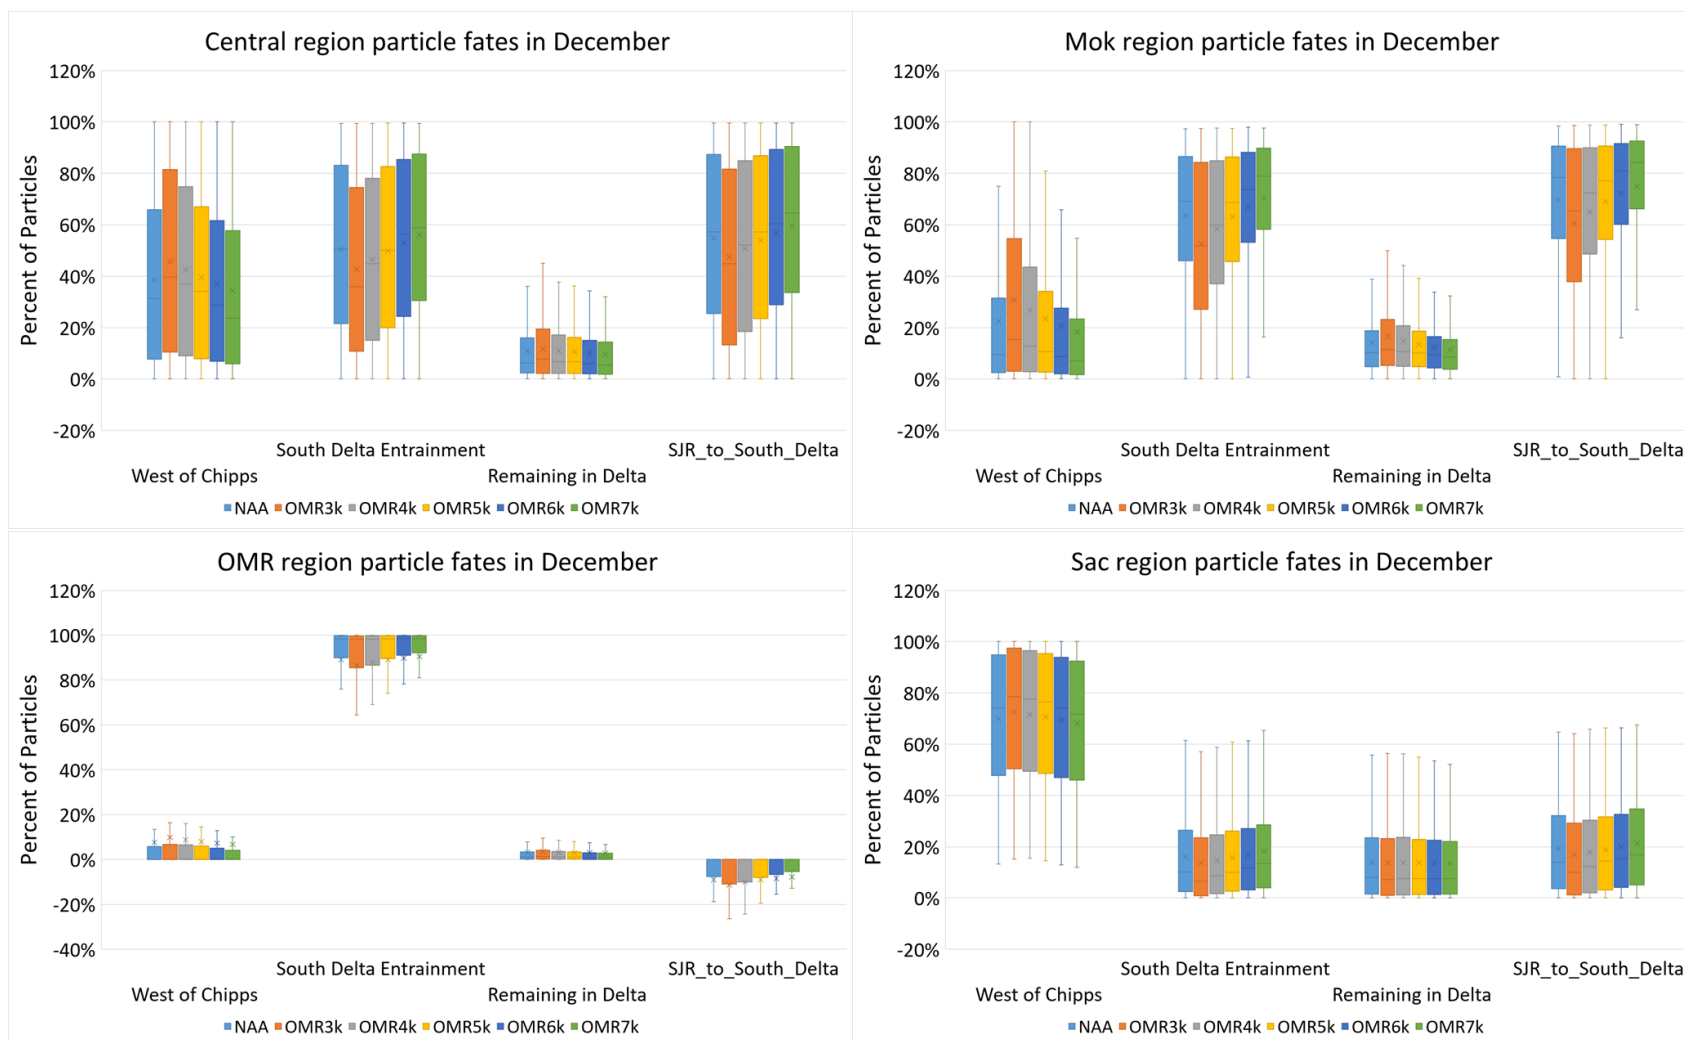 Central region particle fates in December
120%
100%
80%
60%
40%
20%
0%
-20%
Percent of Particles
South Delta Entrainment
SJR_to_South_Delta
West of Chipps
Remaining in Delta
NAA OMR3k OMR4k OMR5k OMR6k OMR7k
Mok region particle fates in December
120%
100%
80%
60%
40%
20%
0%
-20%
Percent of Particles
South Delta Entrainment
SJR_to_South_Delta
West of Chipps
Remaining in Delta
NAA OMR3k OMR4k OMR5k OMR6k OMR7k
OMR region particle fates in December
120%
100%
80%
60%
40%
20%
0%
-20%
-40%
Percent of Particles
South Delta Entrainment
SJR_to_South_Delta
West of Chipps
Remaining in Delta
NAA OMR3k OMR4k OMR5k OMR6k OMR7k
Sac region particle fates in December
120%
100%
80%
60%
40%
20%
0%
-20%
Percent of Particles
South Delta Entrainment
SJR_to_South_Delta
West of Chipps
Remaining in Delta
NAA OMR3k OMR4k OMR5k OMR6k OMR7k